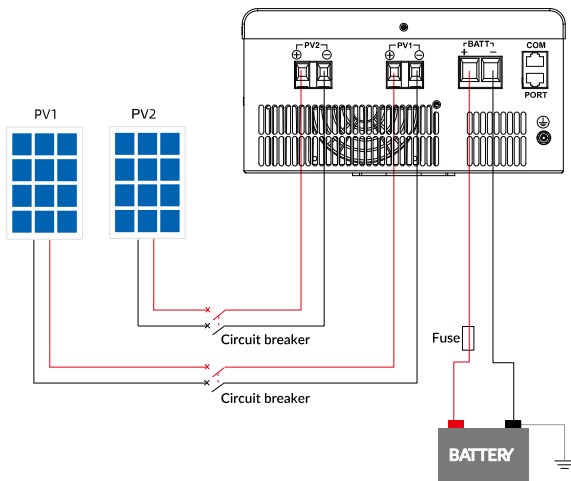 PV2 PV1 BATT COM
+ − + − + −
PORT
PV1 PV2
Circuit breaker
Fuse
Circuit breaker
BATTERY